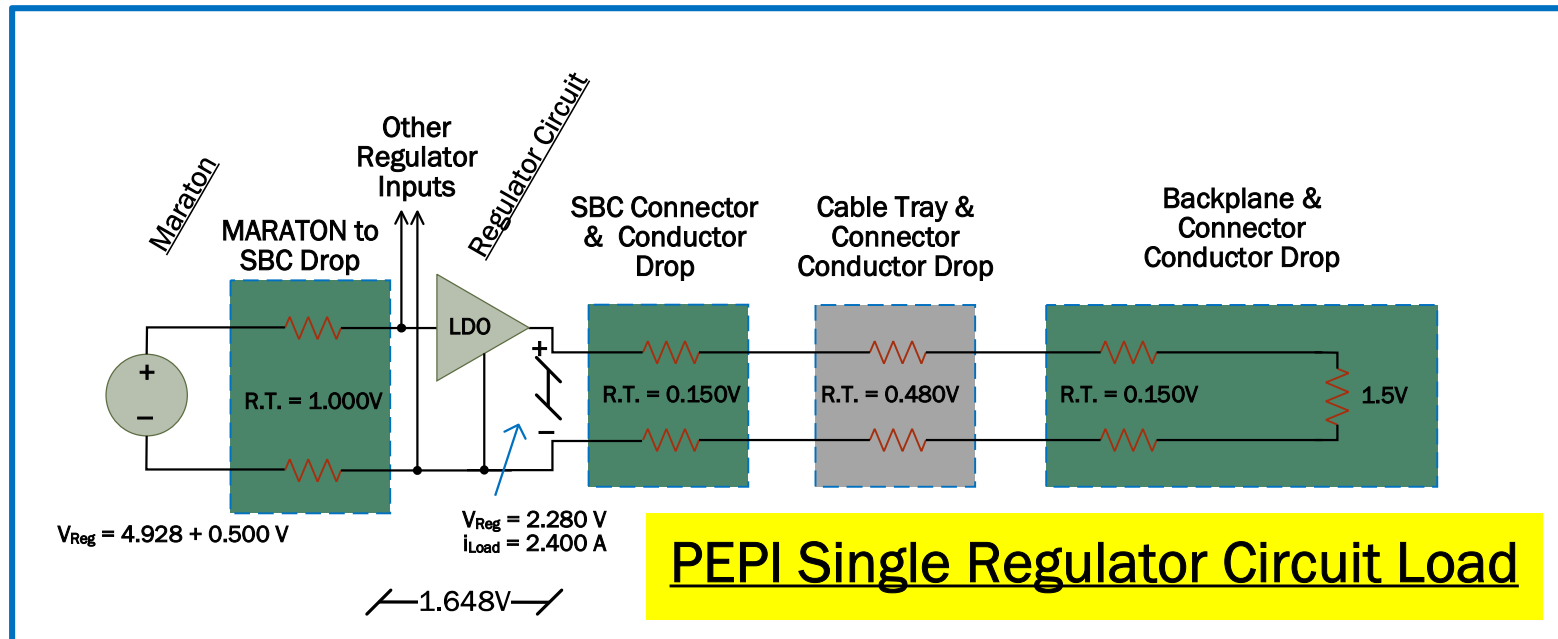 Maraton
MARATON to
SBC Drop
Other
Regulator
Inputs
Regulator Circuit
SBC Connector
& Conductor
Drop
Cable Tray &
Connector
Conductor Drop
Backplane &
Connector
Conductor Drop
LDO
+
−
+
−
R.T. = 1.000V
R.T. = 0.150V
R.T. = 0.480V
R.T. = 0.150V
1.5V
VReg = 4.928 + 0.500 V
VReg = 2.280 V
iLoad = 2.400 A
1.648V
PEPI Single Regulator Circuit Load